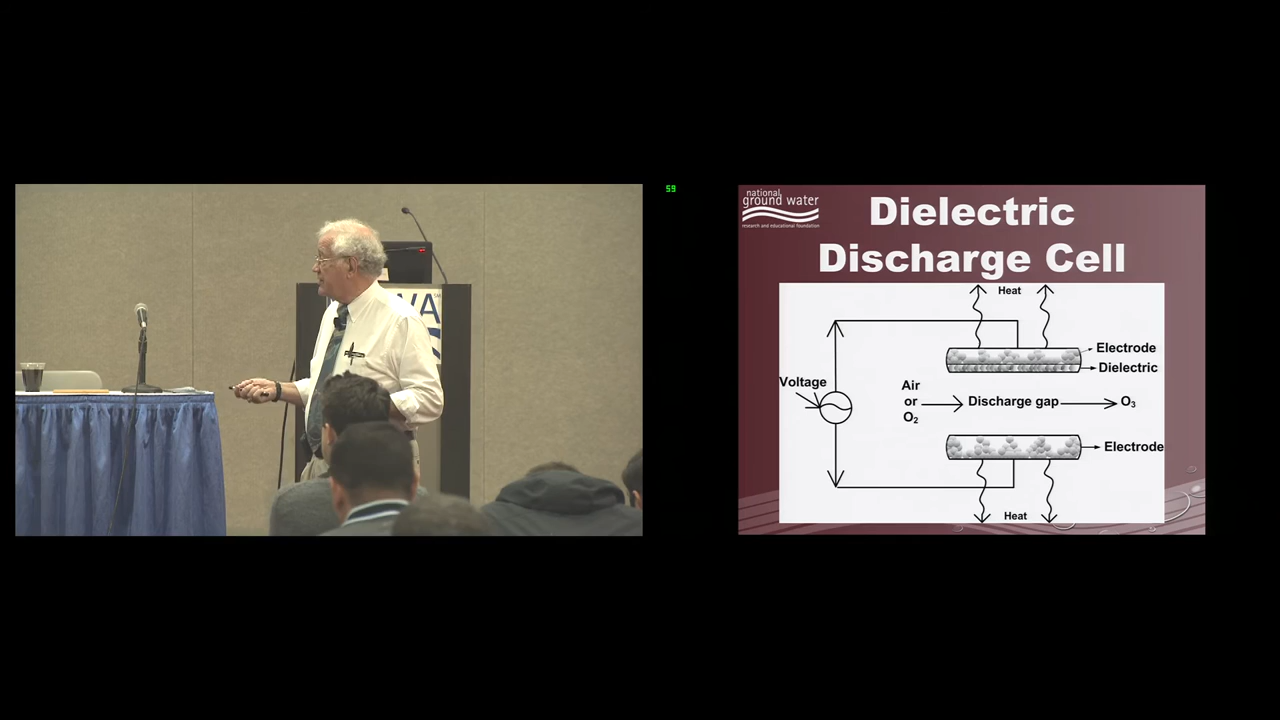 59
national
ground water
research and educational foundation
Dielectric
Discharge Cell
Heat
Electrode
Dielectric
Voltage
Air
or
O₂
Discharge gap
O₃
Electrode
Heat